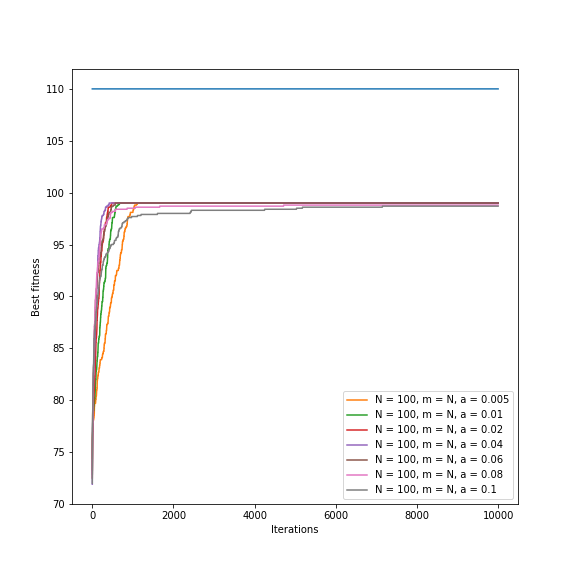 110
105
100
95
90
85
80
75
70
Best fitness
0 2000 4000 6000 8000 10000
Iterations
N = 100, m = N, a = 0.005
N = 100, m = N, a = 0.01
N = 100, m = N, a = 0.02
N = 100, m = N, a = 0.04
N = 100, m = N, a = 0.06
N = 100, m = N, a = 0.08
N = 100, m = N, a = 0.1